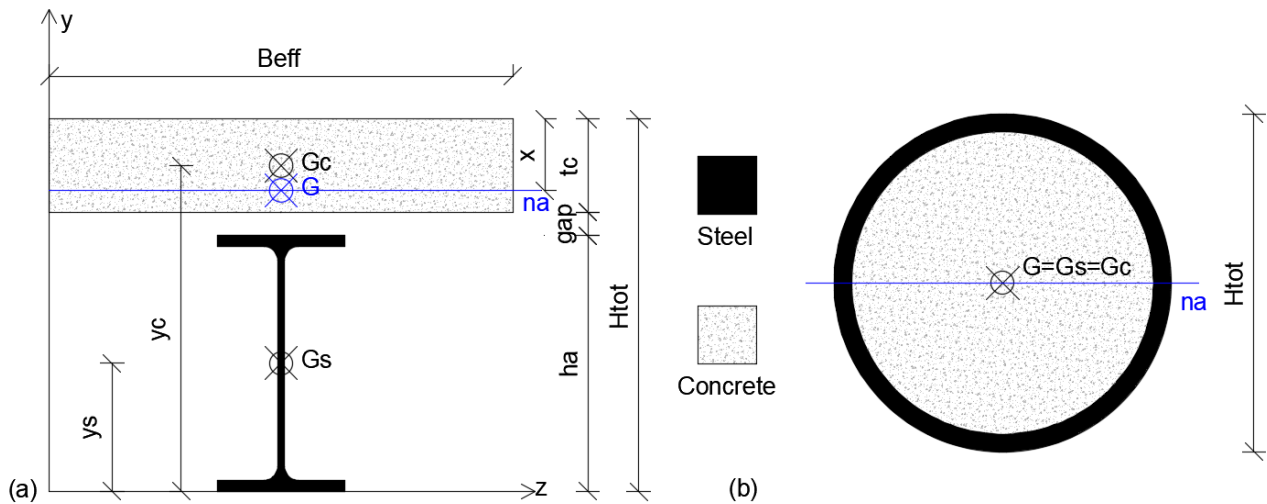 y
Beff
Gc
G
x
tc
na
gap
Htot
yc
Gs
ha
ys
z
(a)
Steel
Concrete
G=Gs=Gc
na
Htot
(b)